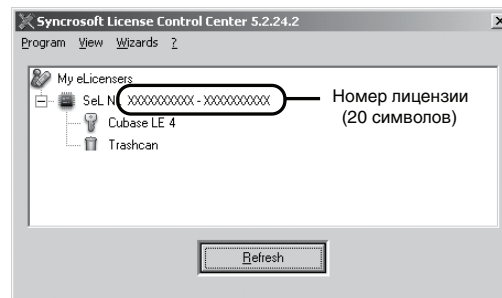 Syncrosoft License Control Center 5.2.24.2
Program View Wizards ?
My eLicensers
SeL N. XXXXXXXXXX - XXXXXXXXXX
Номер лицензии
(20 символов)
Cubase LE 4
Trashcan
Refresh